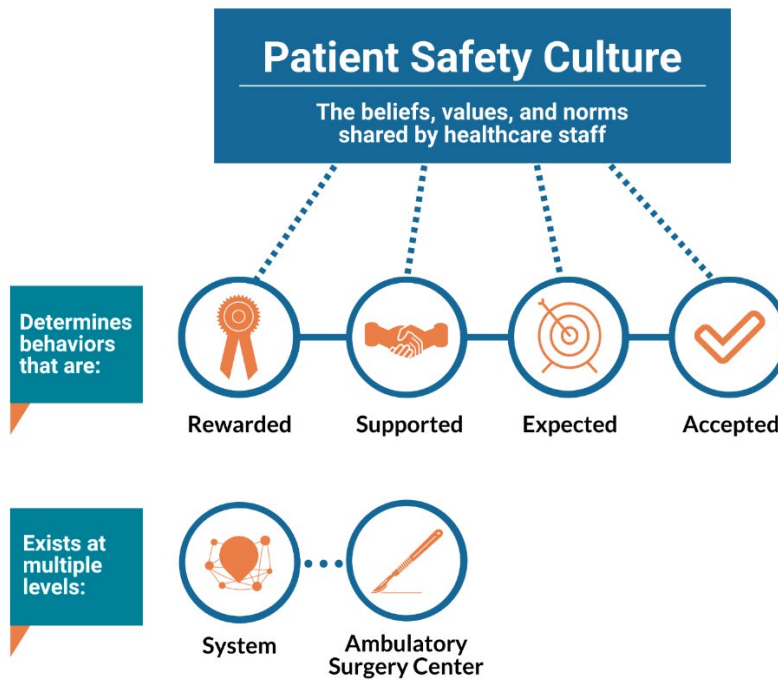 Patient Safety Culture
The beliefs, values, and norms
shared by healthcare staff
Determines
behaviors
that are:
Rewarded
Supported
Expected
Accepted
Exists at
multiple
levels:
System
Ambulatory
Surgery Center